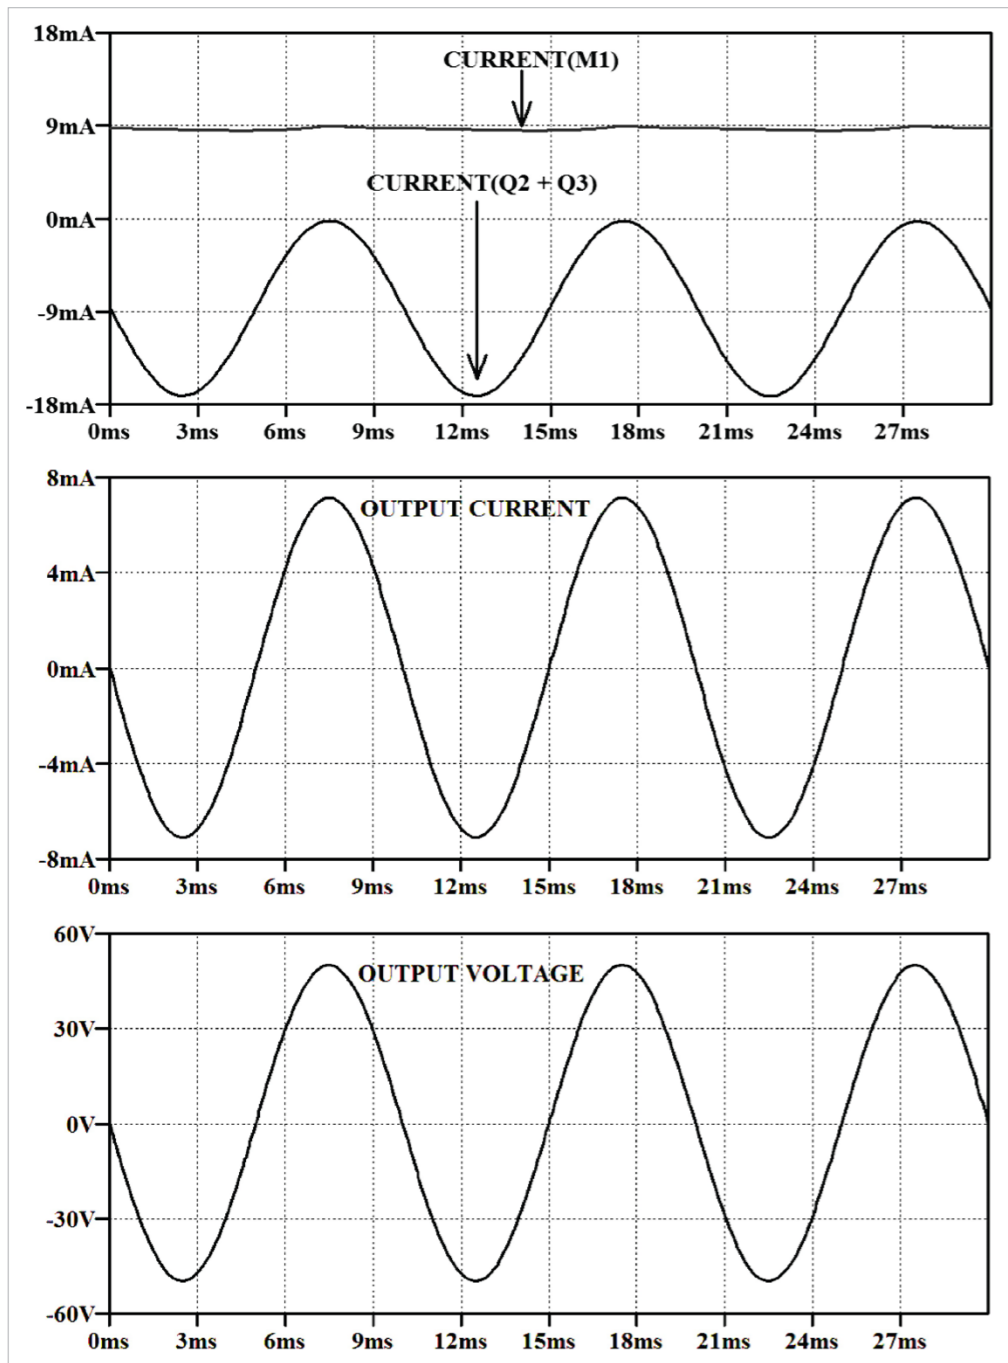 18mA
CURRENT(M1)
9mA
CURRENT(Q2 + Q3)
0mA
-9mA
-18mA
0ms 3ms 6ms 9ms 12ms 15ms 18ms 21ms 24ms 27ms
8mA
OUTPUT CURRENT
4mA
0mA
-4mA
-8mA
0ms 3ms 6ms 9ms 12ms 15ms 18ms 21ms 24ms 27ms
60V
OUTPUT VOLTAGE
30V
0V
-30V
-60V
0ms 3ms 6ms 9ms 12ms 15ms 18ms 21ms 24ms 27ms